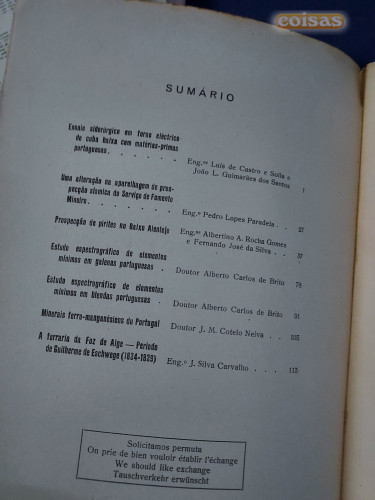 coisas
SUMÁRIO
Ensaio siderúrgico em forno eléctrico
de cuba baixa com matérias-primas
portuguesas . . . . . . Eng.os Luís de Castro e Solla e
João L. Guimarães dos Santos 1
Uma alteração na aparelhagem de pros-
pecção sísmica do Serviço de Fomento
Mineiro . . . . . . . Eng.º Pedro Lopes Paradela . . 27
Prospecção de pirites no Baixo Alentejo Eng.os Albertino A. Rocha Gomes
e Fernando José da Silva . . 37
Estudo espectrográfico de elementos
mínimos em galenas portuguesas . Doutor Alberto Carlos de Brito 79
Estudo espectrográfico de elementos
mínimos em blendas portuguesas . Doutor Alberto Carlos de Brito 91
Minerais ferro-manganésicos de Portugal Doutor J. M. Cotelo Neiva . . 105
A ferraria da Foz de Alge — Período
de Guilherme de Eschwege (1834-1839) Eng.º J. Silva Carvalho . . . 113
Solicitamos permuta
On prie de bien vouloir établir l'échange
We should like exchange
Tauschverkehr erwünscht